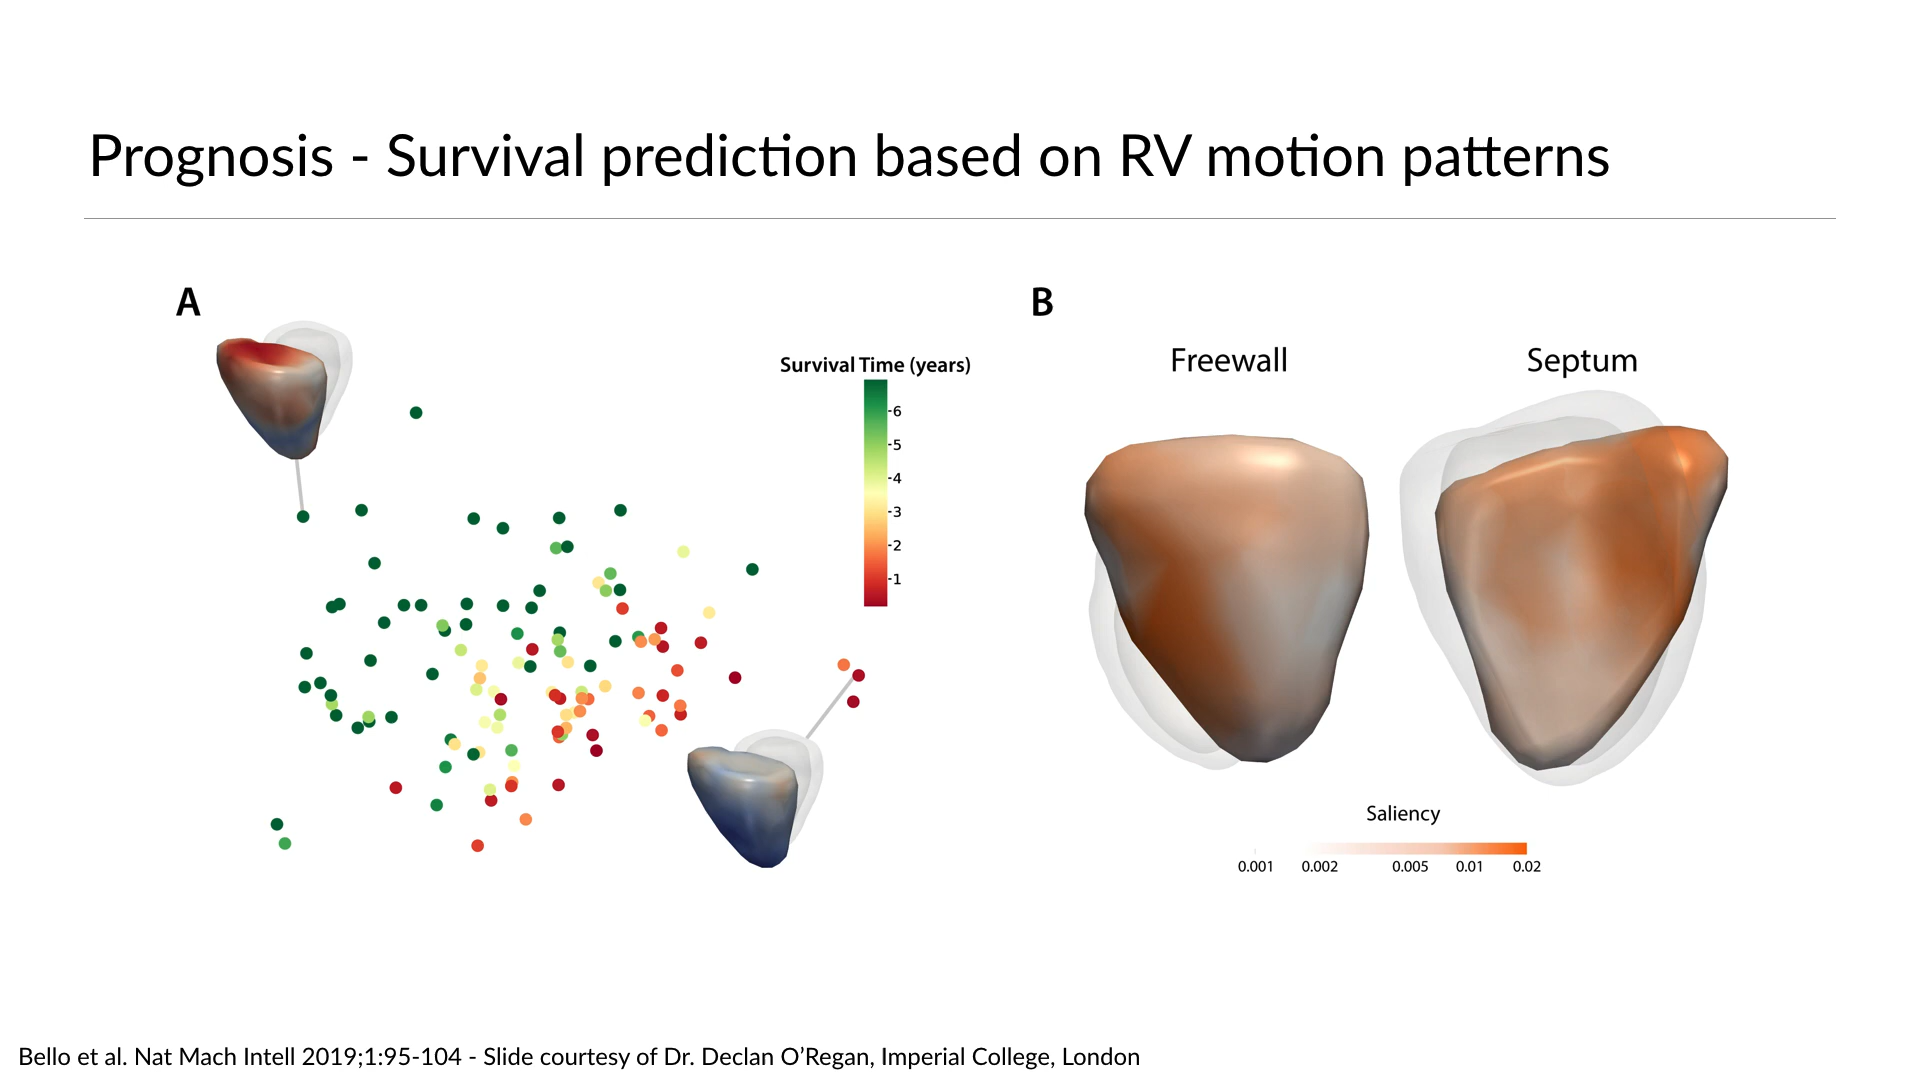 Prognosis - Survival prediction based on RV motion patterns
A
B
Survival Time (years)
-6
-5
-4
-3
-2
-1
Freewall
Septum
Saliency
0.001 0.002 0.005 0.01 0.02
Bello et al. Nat Mach Intell 2019;1:95-104 - Slide courtesy of Dr. Declan O’Regan, Imperial College, London